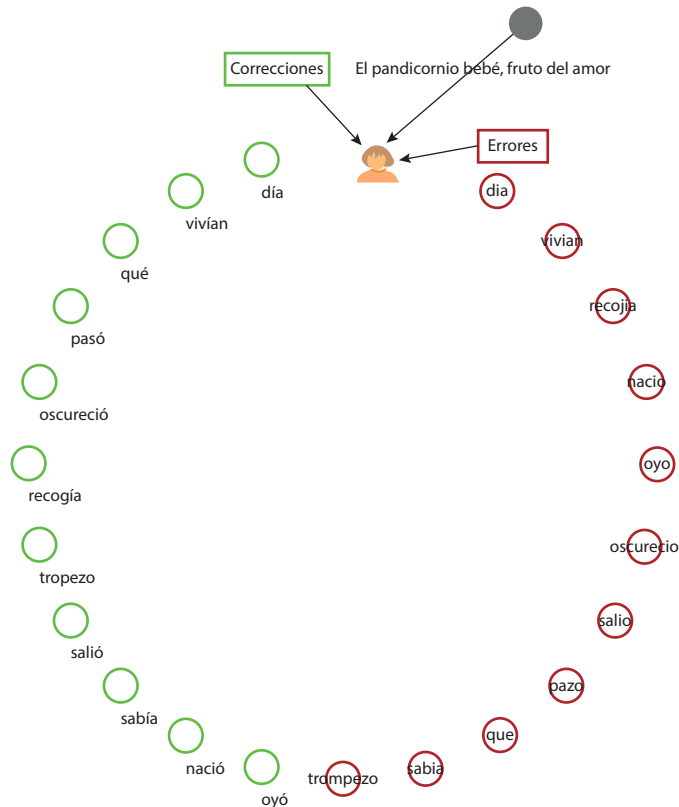 Correcciones
El pandicornio bebé, fruto del amor
Errores
día
dia
vivían
vivian
qué
recojia
pasó
nacio
oscureció
oyo
recogía
oscurecio
tropezo
salio
salió
pazo
sabía
que
nació
sabia
oyó
trompezo